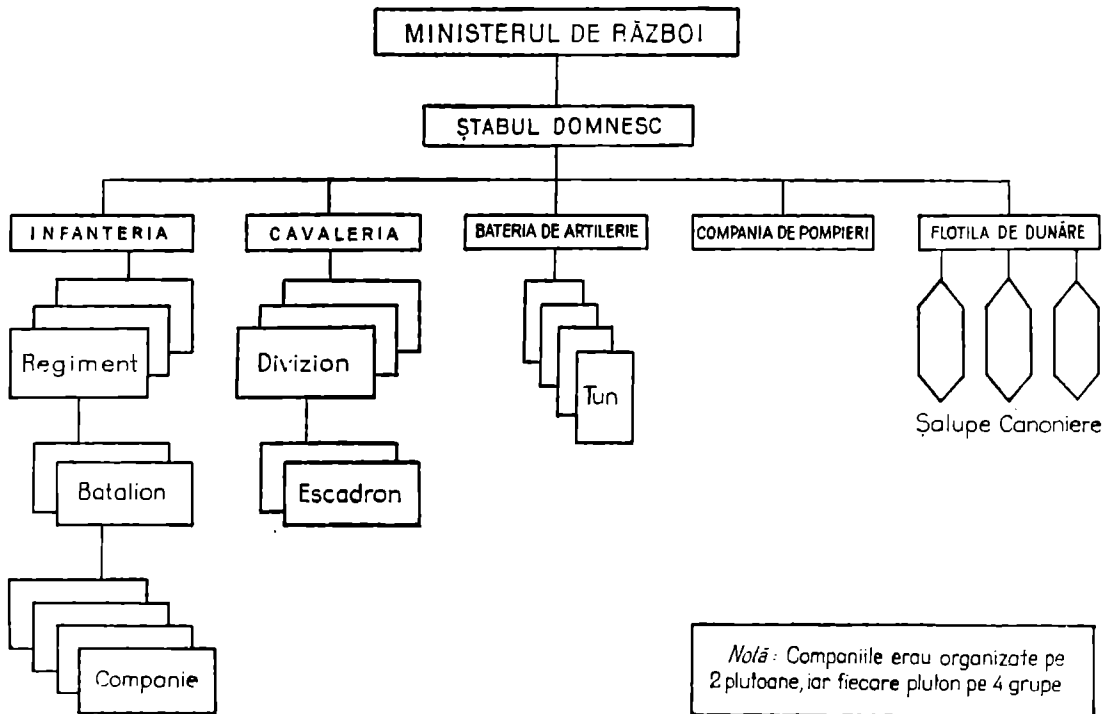 MINISTERUL DE RĂZBOI
ȘTABUL DOMNESC
INFANTERIA
CAVALERIA
BATERIA DE ARTILERIE
COMPANIA DE POMPIERI
FLOTILA DE DUNĂRE
Regiment
Divizion
Tun
Șalupe Canoniere
Batalion
Escadron
Companie
Notă: Companiile erau organizate pe
2 plutoane, iar fiecare pluton pe 4 grupe